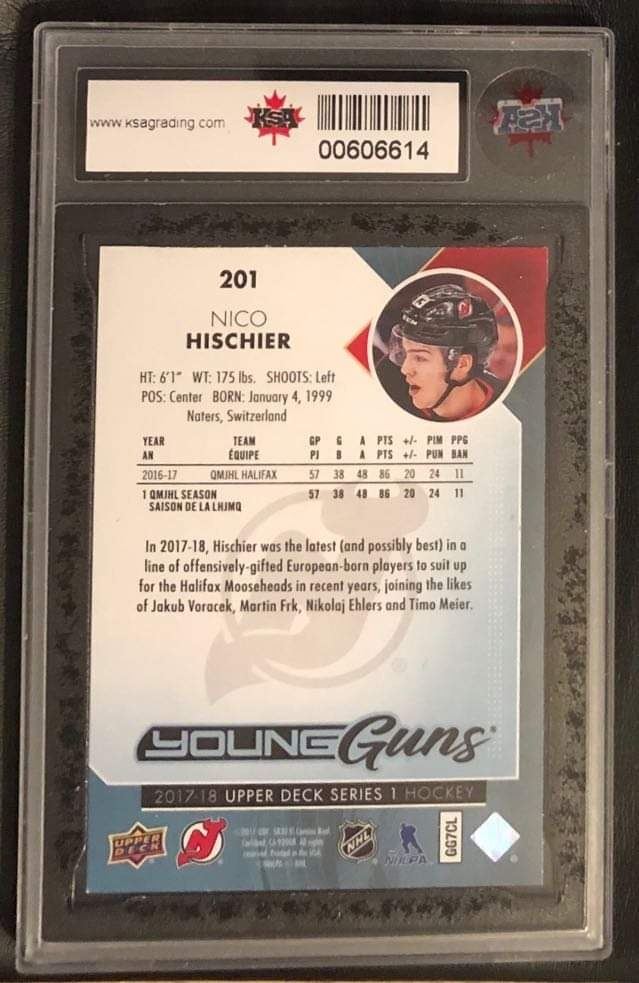 www.ksagrading.com
KSA
00606614
KSA
201
NICO
HISCHIER
HT: 6'1" WT: 175 lbs. SHOOTS: Left
POS: Center BORN: January 4, 1999
Naters, Switzerland
YEAR TEAM GP G A PTS +/- PIM PPG
AN ÉQUIPE PJ B A PTS +/- PUN BAN
2016-17 QMJHL HALIFAX 57 38 48 86 20 24 11
1 QMJHL SEASON 57 38 48 86 20 24 11
SAISON DE LA LHJMQ
In 2017-18, Hischier was the latest (and possibly best) in a
line of offensively-gifted European-born players to suit up
for the Halifax Mooseheads in recent years, joining the likes
of Jakub Voracek, Martin Frk, Nikolaj Ehlers and Timo Meier.
YOUNG Guns
2017-18 UPPER DECK SERIES 1 HOCKEY
UPPER DECK
NHL
NHLPA
GG7CL